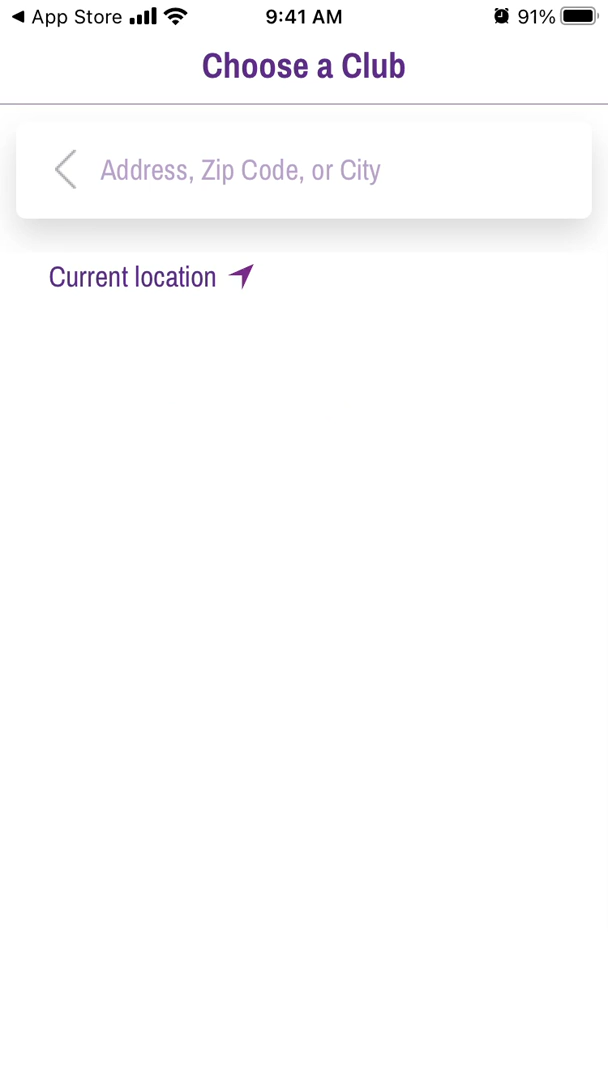 App Store 9:41 AM 91%
Choose a Club
Address, Zip Code, or City
Current location